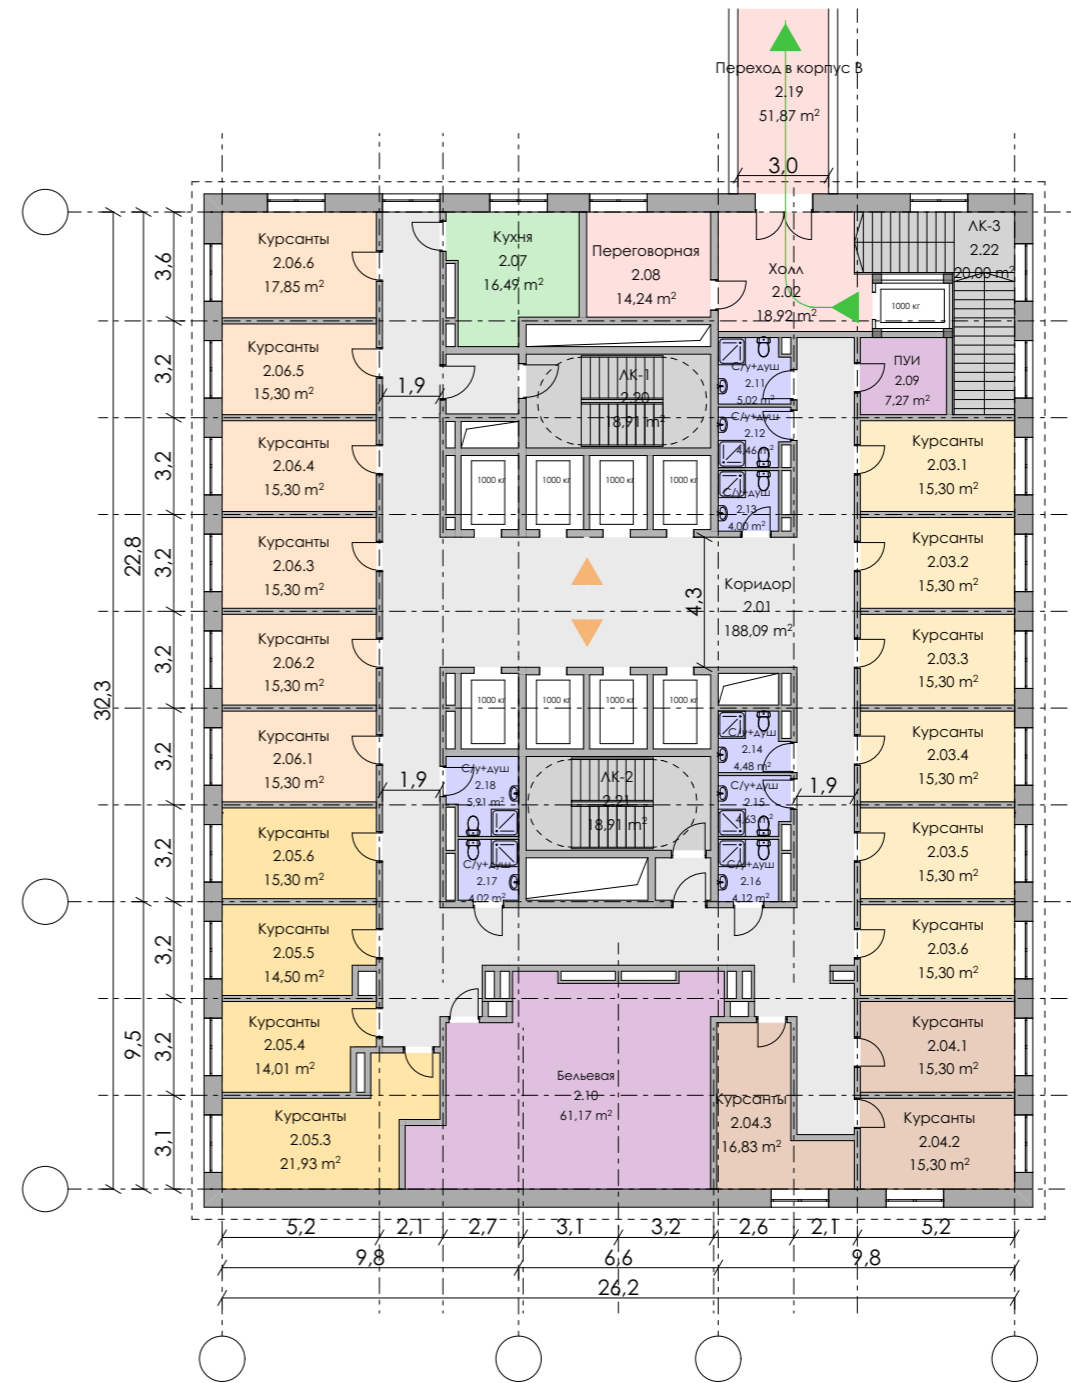 Переход в корпус В
2.19
51,87 m²
3,0
Курсанты
2.06.6
17,85 m²
Кухня
2.07
16,49 m²
Переговорная
2.08
14,24 m²
Холл
2.02
18,92 m²
ЛК-3
2.22
20,00 m²
1000 кг
3,6
Курсанты
2.06.5
15,30 m²
1,9
ЛК-1
2.20
18,91 m²
С/у+душ
2.11
5,02 m²
ПУИ
2.09
7,27 m²
3,2
С/у+душ
2.12
4,46 m²
Курсанты
2.06.4
15,30 m²
1000 кг
1000 кг
1000 кг
1000 кг
С/у+душ
2.13
4,00 m²
Курсанты
2.03.1
15,30 m²
3,2
Курсанты
2.06.3
15,30 m²
Курсанты
2.03.2
15,30 m²
3,2
22,8
Коридор
2.01
188,09 m²
4,3
Курсанты
2.06.2
15,30 m²
Курсанты
2.03.3
15,30 m²
3,2
32,3
1000 кг
1000 кг
1000 кг
1000 кг
Курсанты
2.06.1
15,30 m²
С/у+душ
2.14
4,48 m²
Курсанты
2.03.4
15,30 m²
3,2
1,9
С/у+душ
2.18
5,91 m²
ЛК-2
2.21
18,91 m²
С/у+душ
2.15
4,63 m²
1,9
Курсанты
2.05.6
15,30 m²
С/у+душ
2.17
4,02 m²
С/у+душ
2.16
4,12 m²
Курсанты
2.03.5
15,30 m²
3,2
Курсанты
2.05.5
14,50 m²
Курсанты
2.03.6
15,30 m²
3,2
Курсанты
2.05.4
14,01 m²
Бельевая
2.10
61,17 m²
Курсанты
2.04.1
15,30 m²
3,2
9,5
Курсанты
2.05.3
21,93 m²
Курсанты
2.04.3
16,83 m²
Курсанты
2.04.2
15,30 m²
3,1
5,2
2,1
2,7
3,1
3,2
2,6
2,1
5,2
9,8
6,6
9,8
26,2